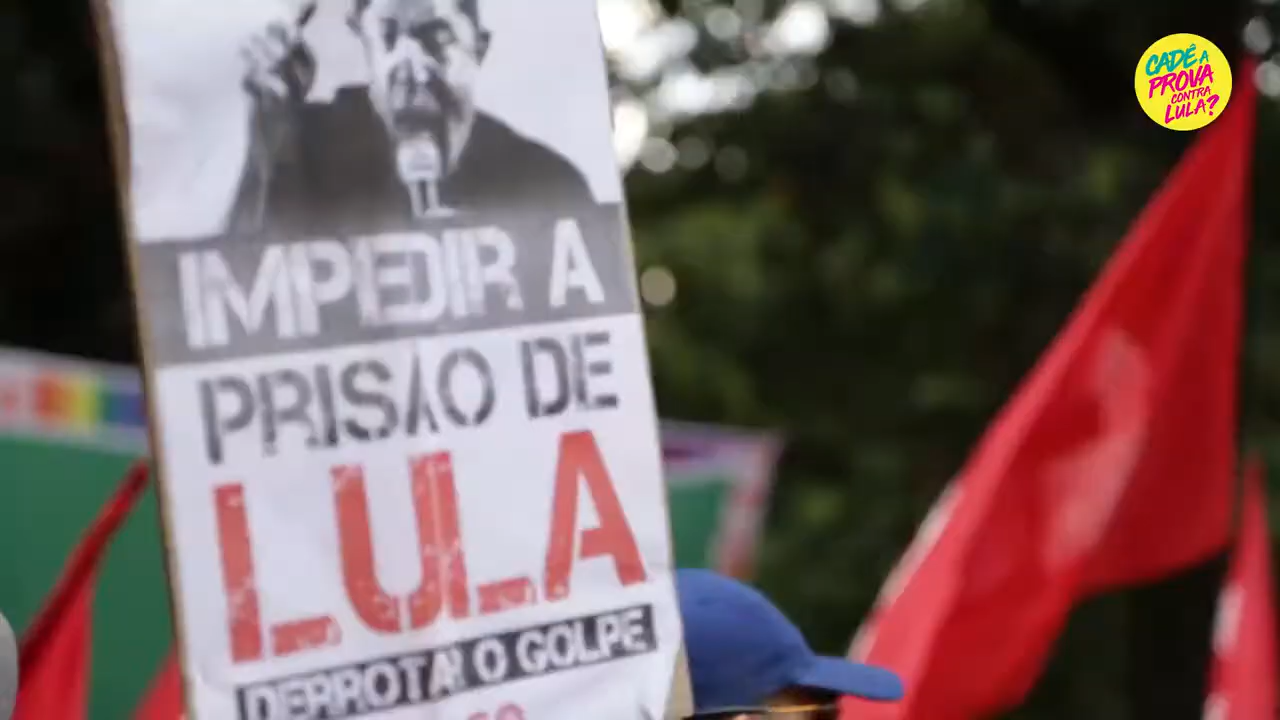 IMPEDIR A
PRISÃO DE
LULA
DERROTAR O GOLPE
CADÊ A
PROVA
CONTRA
LULA?